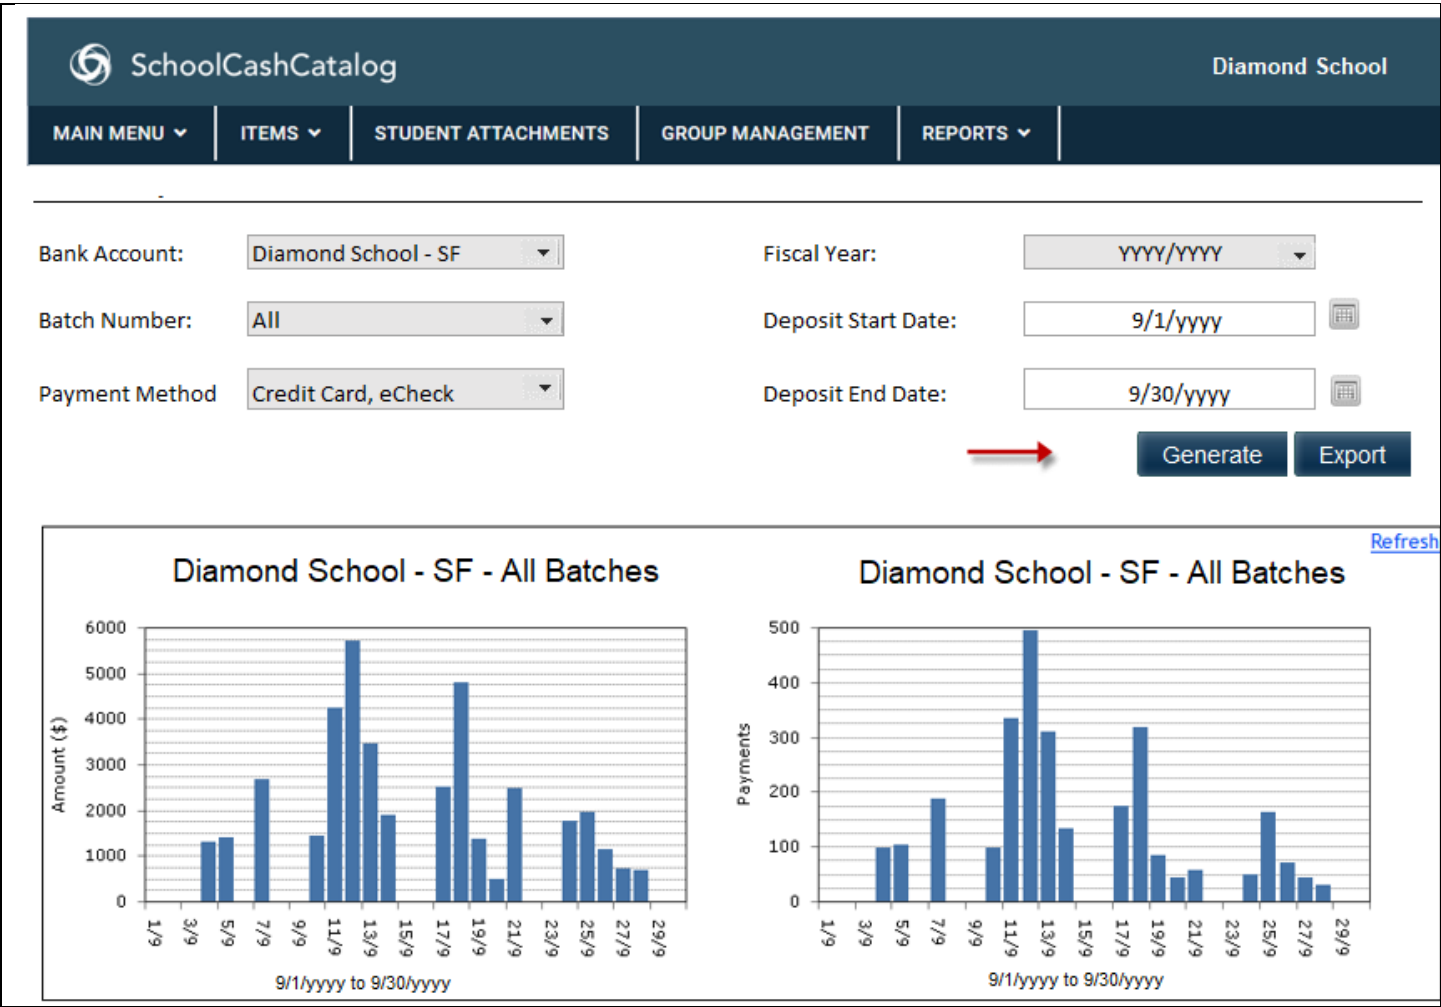 SchoolCashCatalog
Diamond School
MAIN MENU
ITEMS
STUDENT ATTACHMENTS
GROUP MANAGEMENT
REPORTS
Bank Account: Diamond School - SF
Fiscal Year: YYYY/YYYY
Batch Number: All
Deposit Start Date: 9/1/yyyy
Payment Method Credit Card, eCheck
Deposit End Date: 9/30/yyyy
Generate
Export
Refresh
Diamond School - SF - All Batches
Amount ($)
6000
5000
4000
3000
2000
1000
0
1/9 3/9 5/9 7/9 9/9 11/9 13/9 15/9 17/9 19/9 21/9 23/9 25/9 27/9 29/9
9/1/yyyy to 9/30/yyyy
Diamond School - SF - All Batches
Payments
500
400
300
200
100
0
1/9 3/9 5/9 7/9 9/9 11/9 13/9 15/9 17/9 19/9 21/9 23/9 25/9 27/9 29/9
9/1/yyyy to 9/30/yyyy